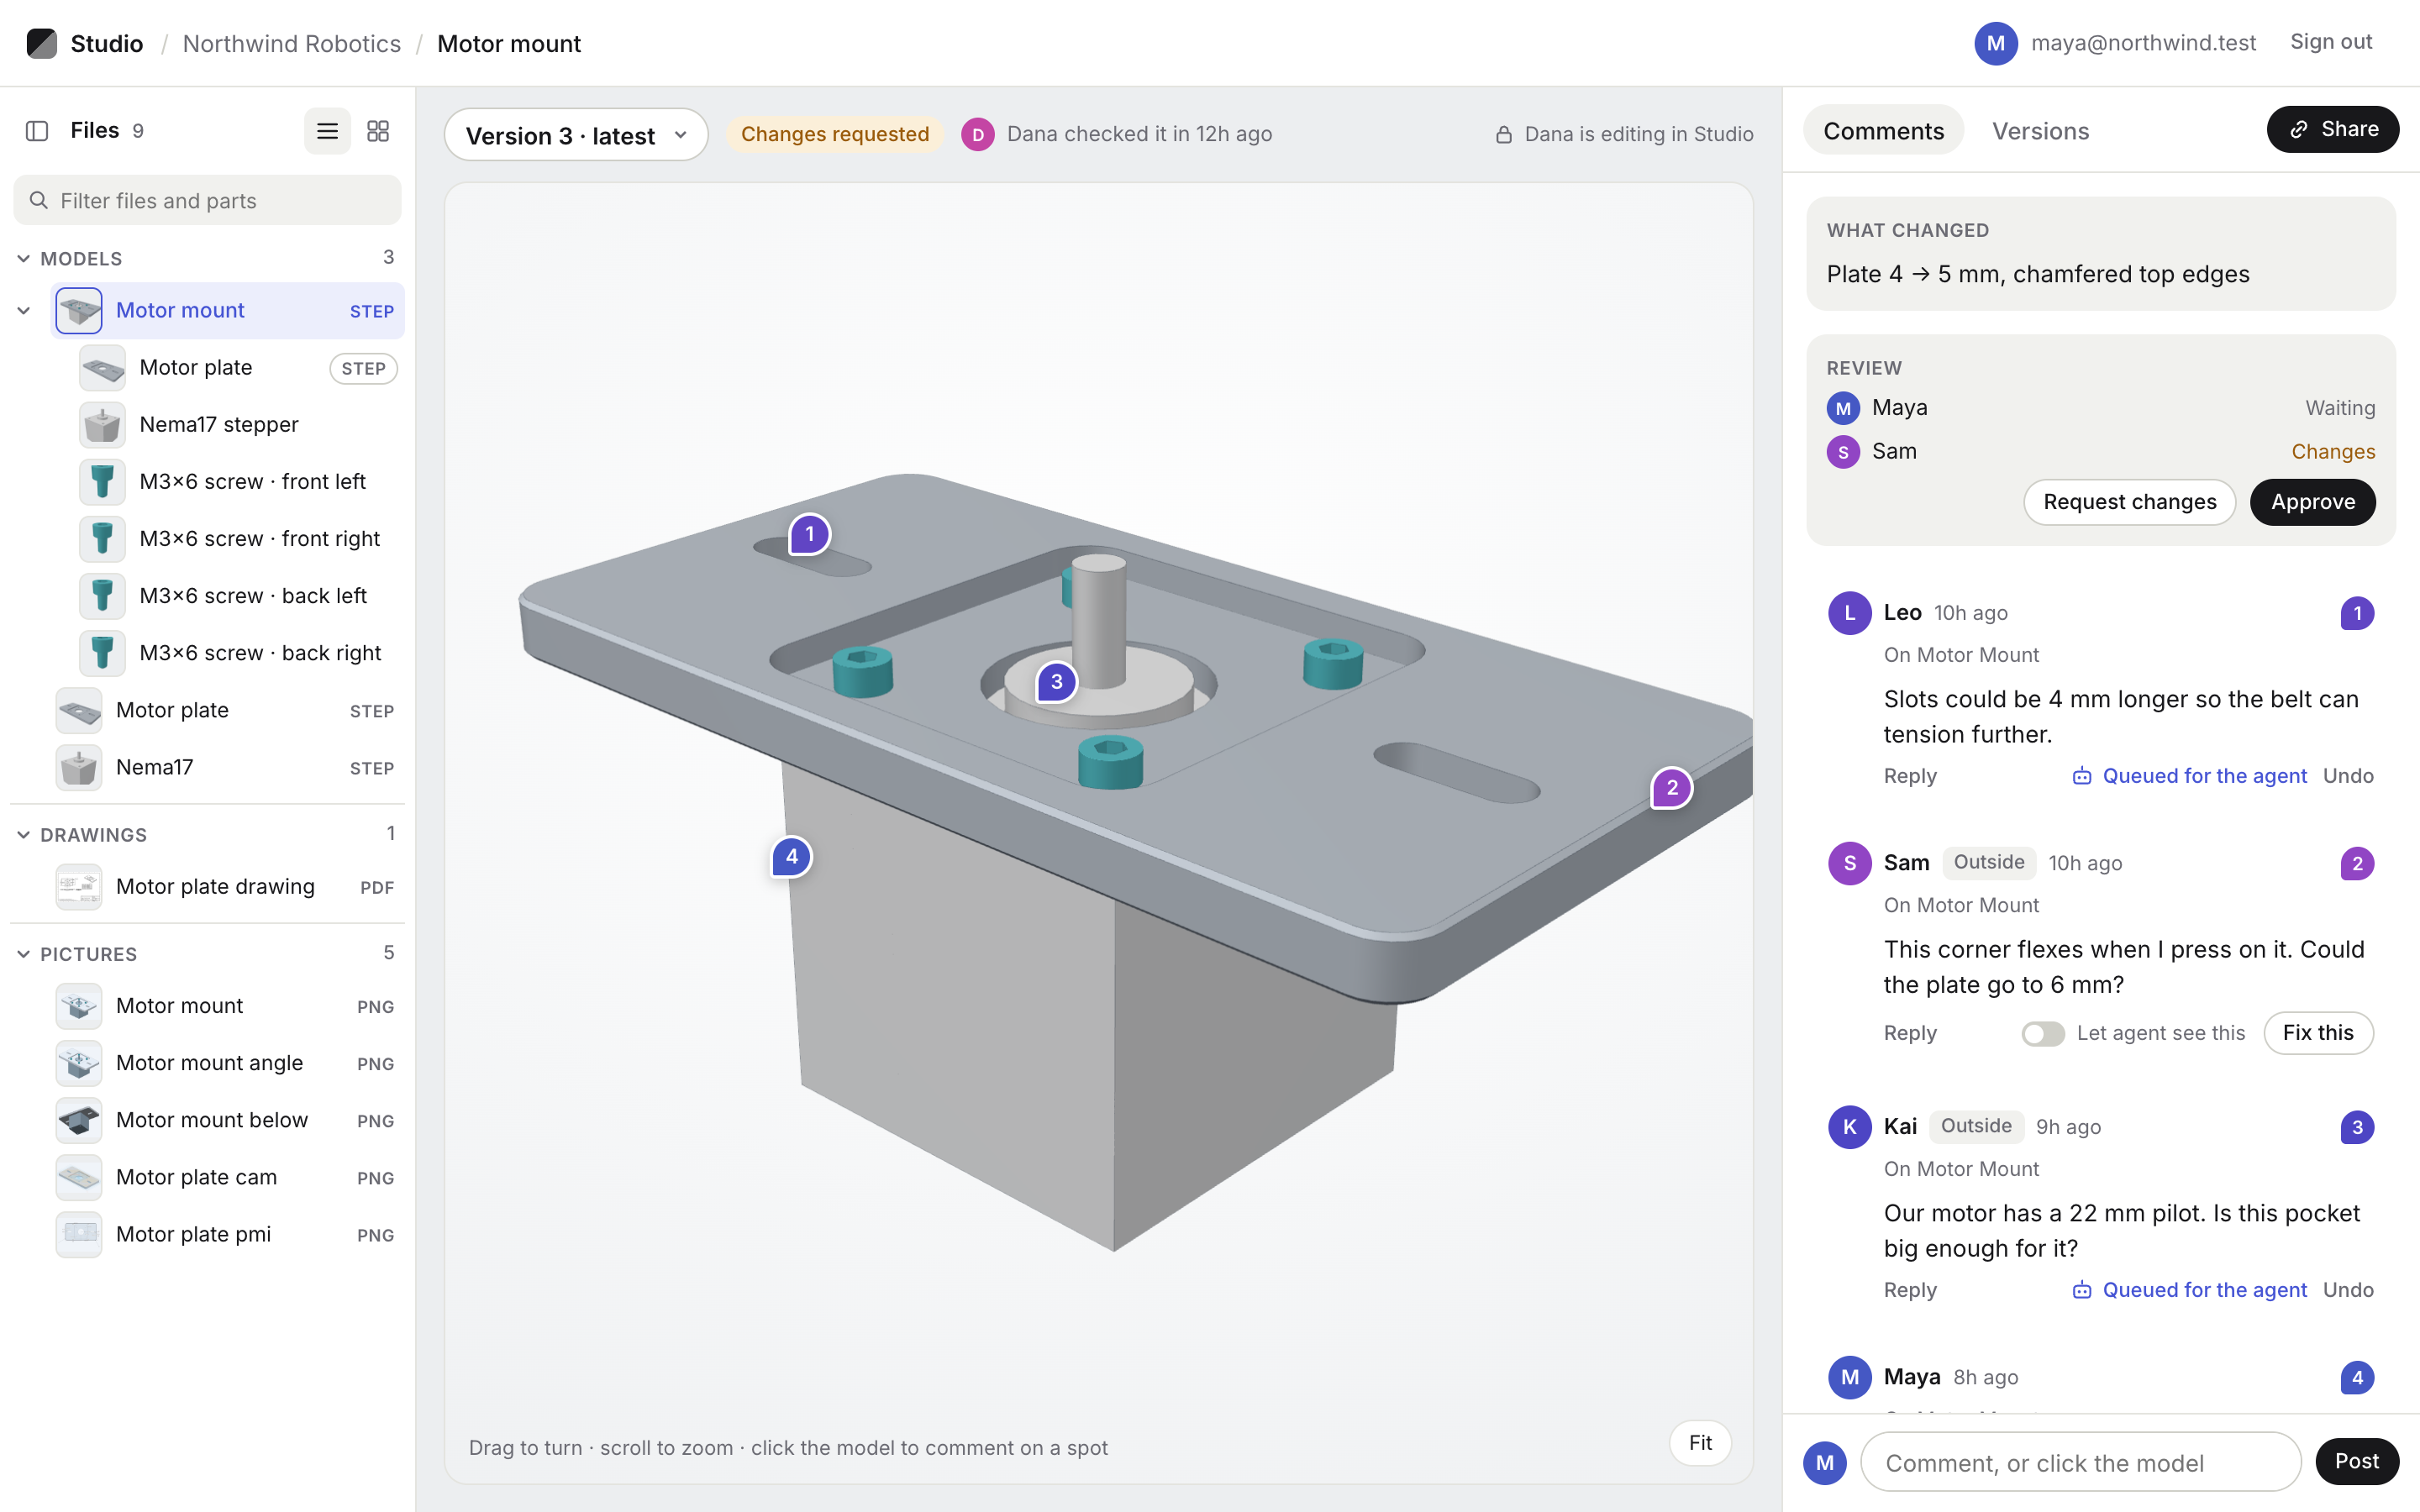 Studio / Northwind Robotics / Motor mount
M maya@northwind.test Sign out
Files 9
Filter files and parts
MODELS 3
Motor mount STEP
Motor plate STEP
Nema17 stepper
M3×6 screw · front left
M3×6 screw · front right
M3×6 screw · back left
M3×6 screw · back right
Motor plate STEP
Nema17 STEP
DRAWINGS 1
Motor plate drawing PDF
PICTURES 5
Motor mount PNG
Motor mount angle PNG
Motor mount below PNG
Motor plate cam PNG
Motor plate pmi PNG
Version 3 · latest Changes requested D Dana checked it in 12h ago Dana is editing in Studio
1
3
2
4
Drag to turn · scroll to zoom · click the model to comment on a spot Fit
Comments Versions Share
WHAT CHANGED
Plate 4 → 5 mm, chamfered top edges
REVIEW
M Maya Waiting
S Sam Changes
Request changes Approve
L Leo 10h ago 1
On Motor Mount
Slots could be 4 mm longer so the belt can
tension further.
Reply Queued for the agent Undo
S Sam Outside 10h ago 2
On Motor Mount
This corner flexes when I press on it. Could
the plate go to 6 mm?
Reply Let agent see this Fix this
K Kai Outside 9h ago 3
On Motor Mount
Our motor has a 22 mm pilot. Is this pocket
big enough for it?
Reply Queued for the agent Undo
M Maya 8h ago 4
M Comment, or click the model Post